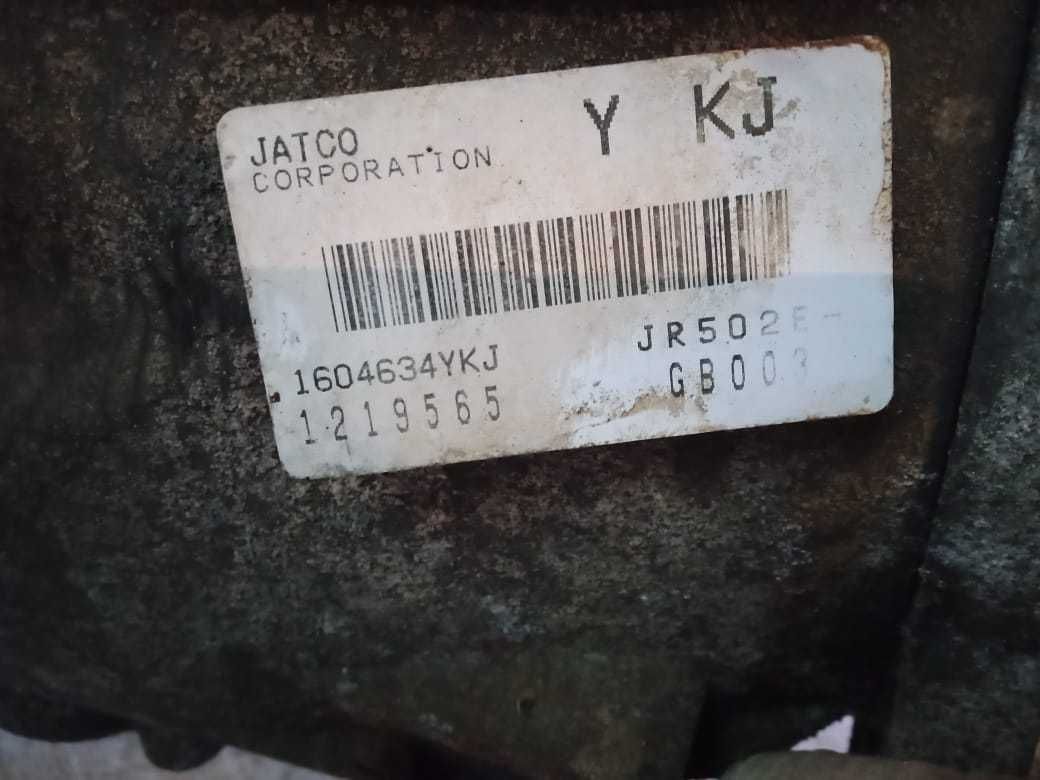 JATCO Y KJ
CORPORATION
1604634YKJ JR502E-
1219565 GB003